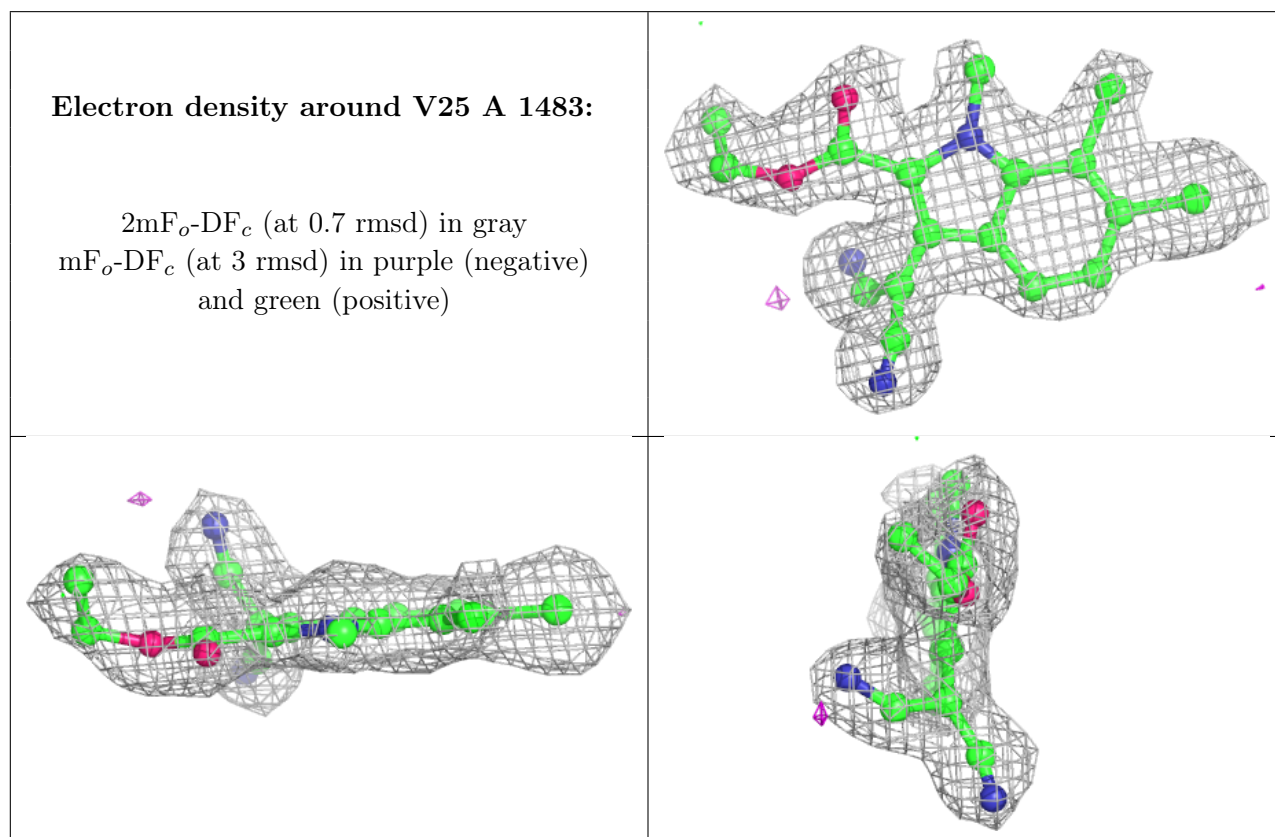 Electron density around V25 A 1483:
2mFo-DFc (at 0.7 rmsd) in gray
mFo-DFc (at 3 rmsd) in purple (negative)
and green (positive)